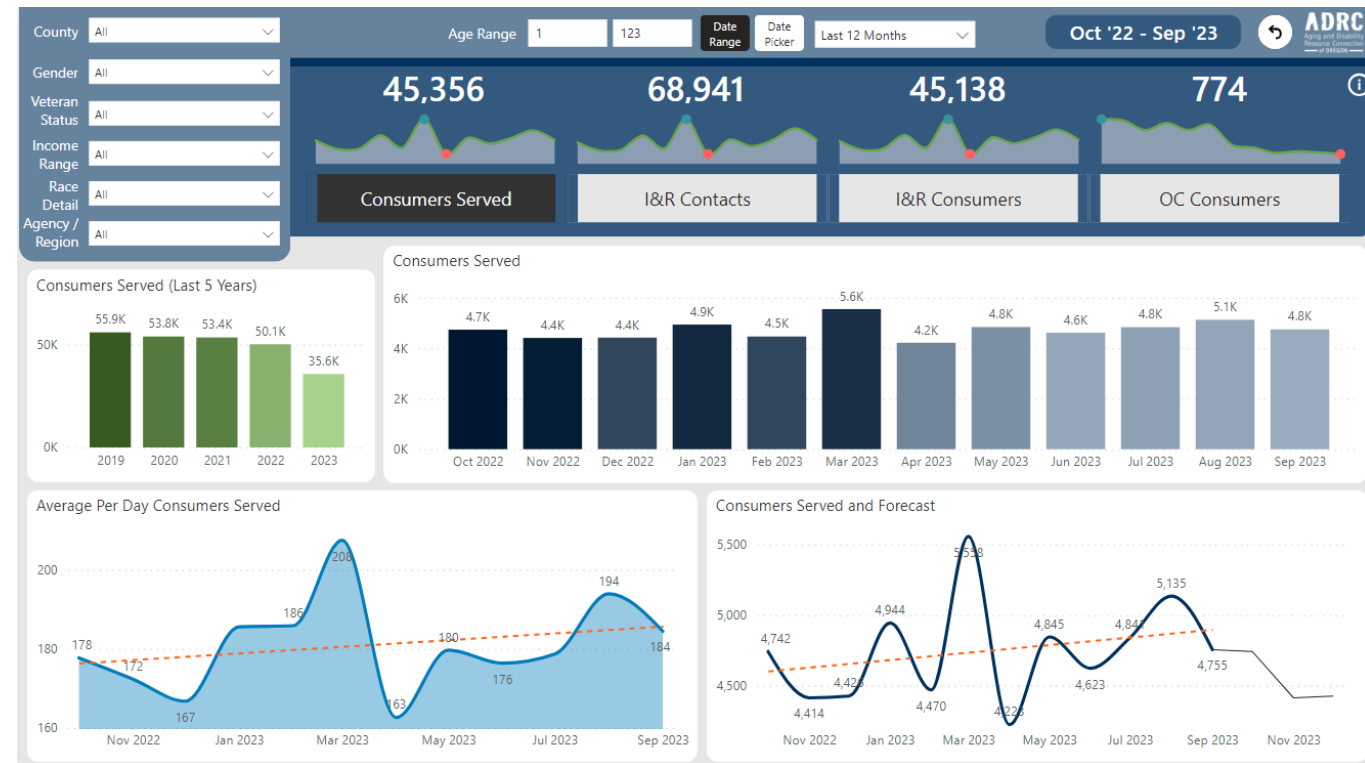 County All
Gender All
Veteran
Status All
Income
Range All
Race
Detail All
Agency /
Region All
Age Range 1 123
Date
Range
Date
Picker
Last 12 Months
Oct '22 - Sep '23
ADRC
Aging and Disability
Resource Connection
of OREGON
45,356 68,941 45,138 774
Consumers Served I&R Contacts I&R Consumers OC Consumers
Consumers Served (Last 5 Years)
55.9K 53.8K 53.4K 50.1K 35.6K
50K
0K
2019 2020 2021 2022 2023
Consumers Served
6K
4K
2K
0K
4.7K 4.4K 4.4K 4.9K 4.5K 5.6K 4.2K 4.8K 4.6K 4.8K 5.1K 4.8K
Oct 2022 Nov 2022 Dec 2022 Jan 2023 Feb 2023 Mar 2023 Apr 2023 May 2023 Jun 2023 Jul 2023 Aug 2023 Sep 2023
Average Per Day Consumers Served
200
180
160
178 172 167 186 208 163 180 176 194 184
Nov 2022 Jan 2023 Mar 2023 May 2023 Jul 2023 Sep 2023
Consumers Served and Forecast
5,500
5,000
4,500
4,742 4,414 4,944 4,470 5,558 4,845 4,623 5,135 4,755
Nov 2022 Jan 2023 Mar 2023 May 2023 Jul 2023 Sep 2023 Nov 2023